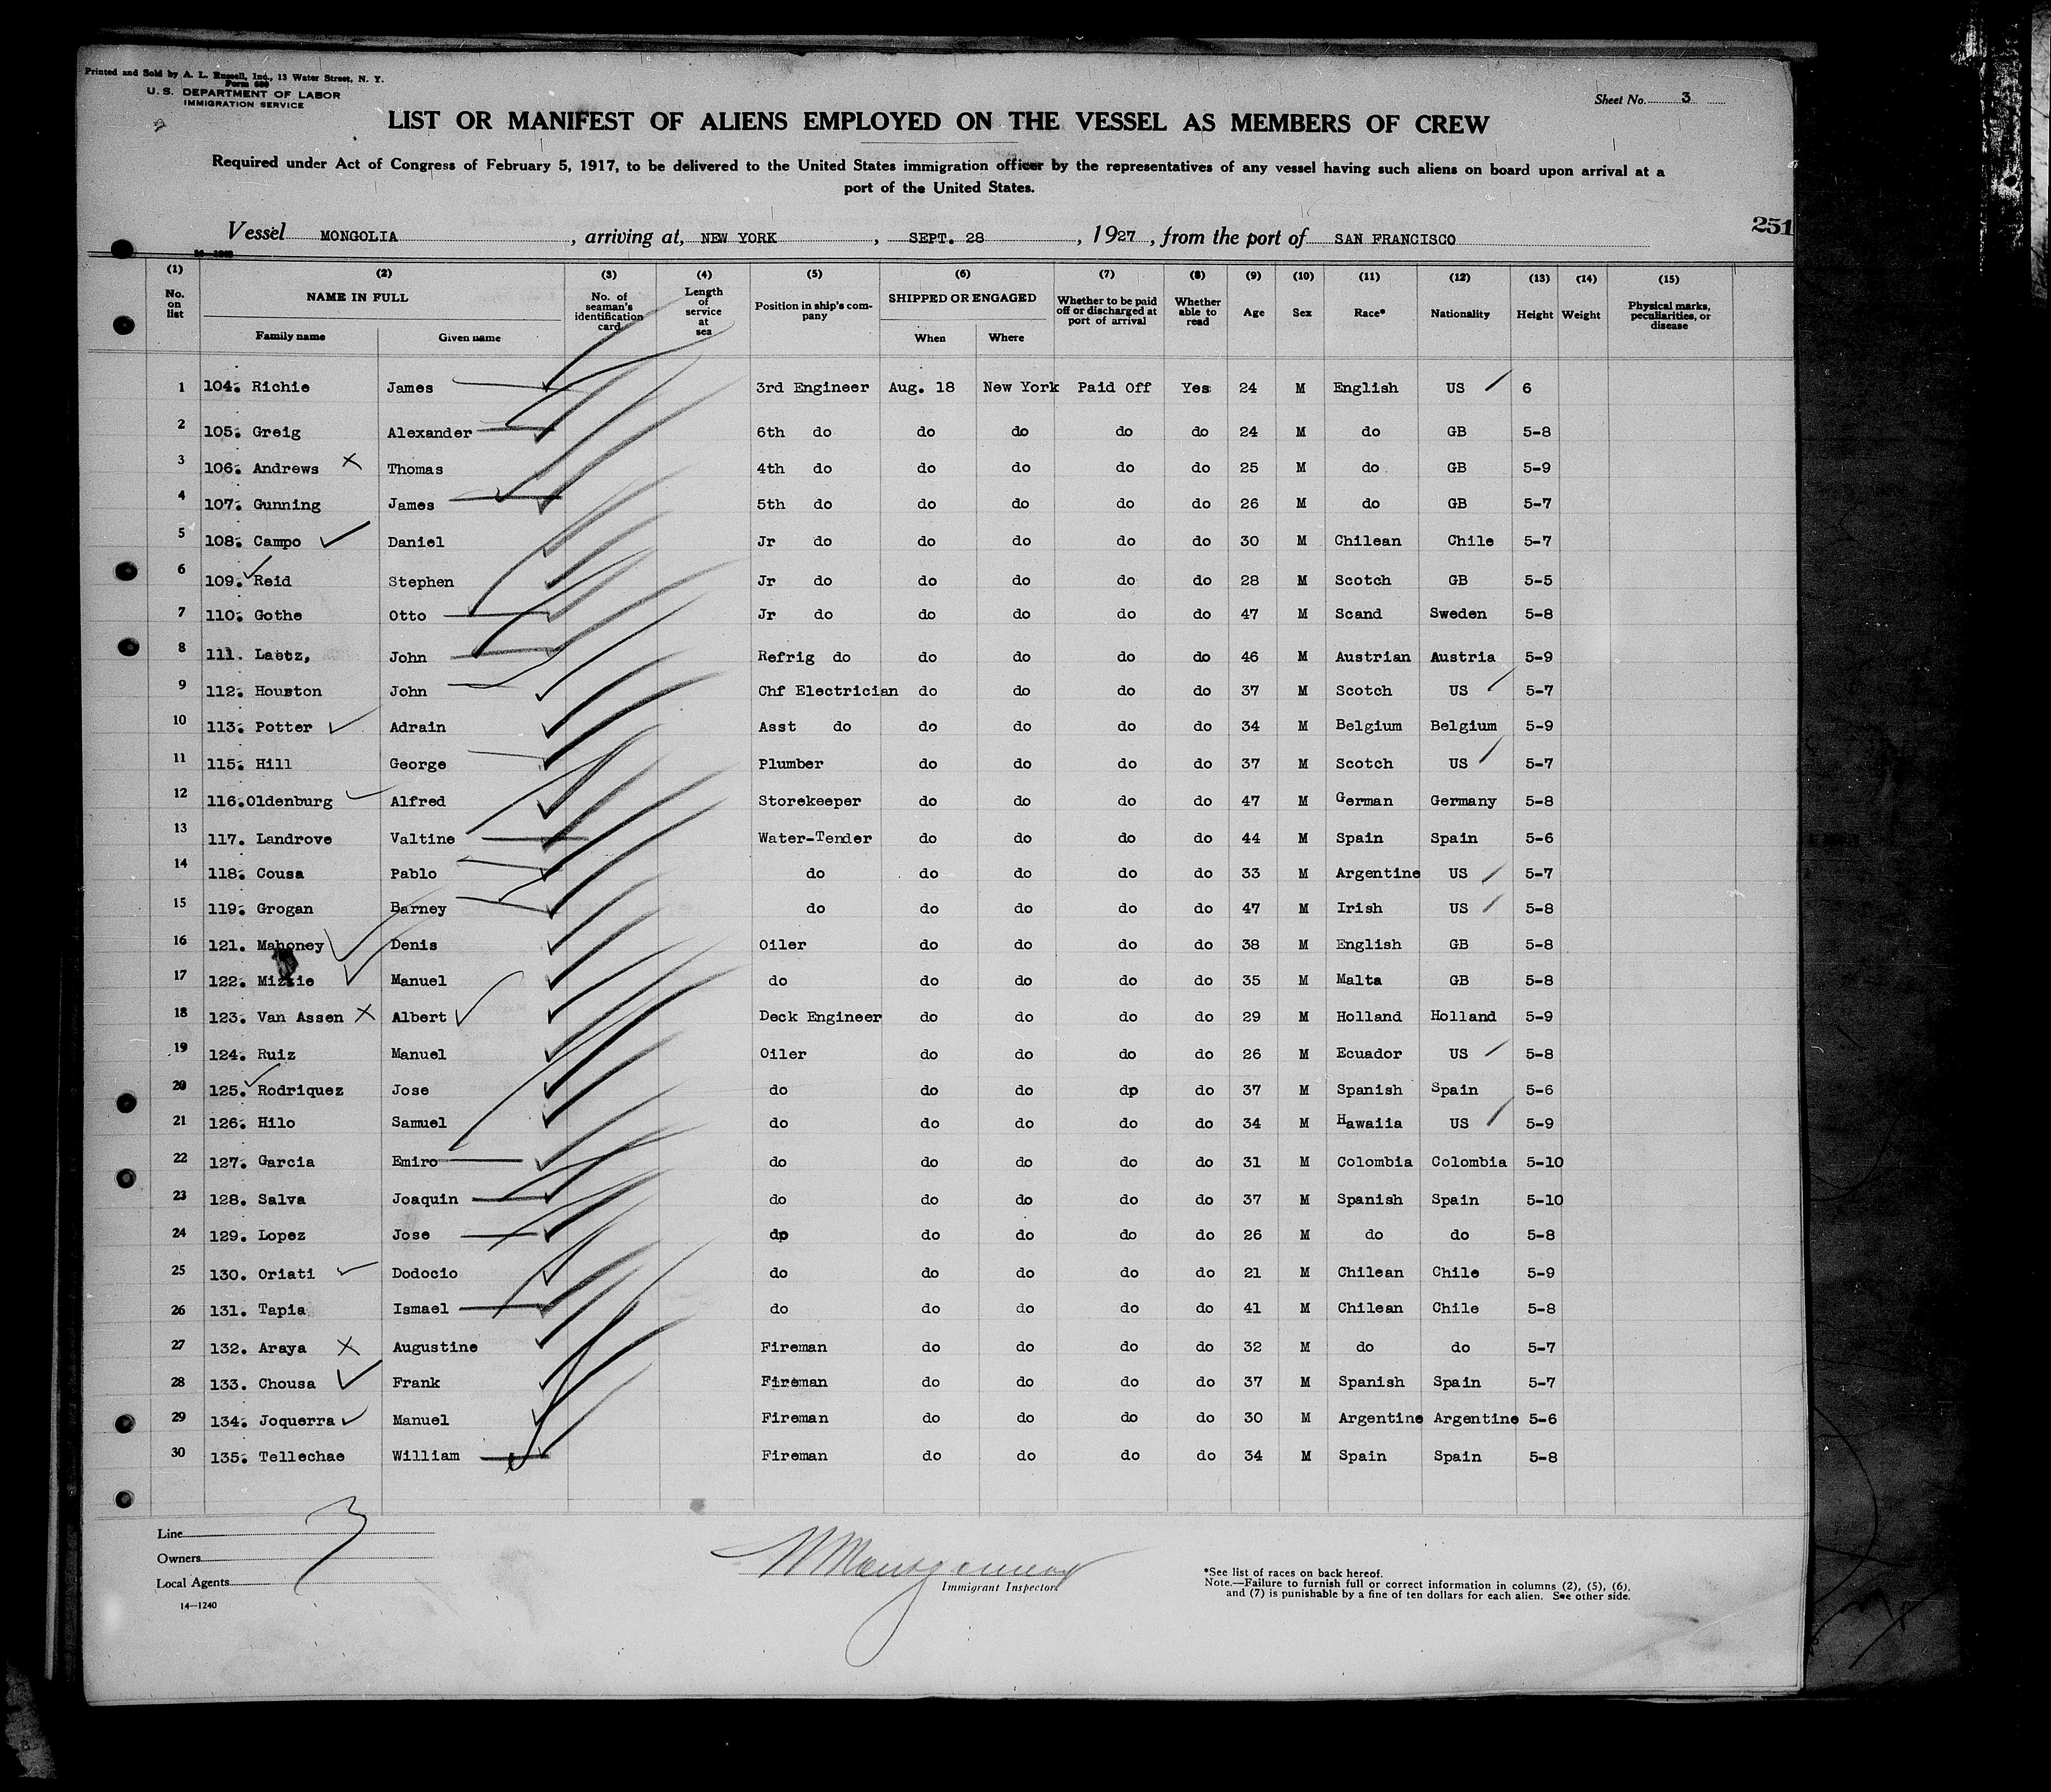 Printed and Sold by A. L. Russell, Ind., 13 Water Street, N. Y.
Form 680
U. S. DEPARTMENT OF LABOR
IMMIGRATION SERVICE
Sheet No. 3
LIST OR MANIFEST OF ALIENS EMPLOYED ON THE VESSEL AS MEMBERS OF CREW
Required under Act of Congress of February 5, 1917, to be delivered to the United States immigration officer by the representatives of any vessel having such aliens on board upon arrival at a
port of the United States.
251
Vessel MONGOLIA, arriving at, NEW YORK, SEPT. 28, 1927, from the port of SAN FRANCISCO
(1) (2) (3) (4) (5) (6) (7) (8) (9) (10) (11) (12) (13) (14) (15)
No. on list NAME IN FULL Family name Given name No. of seaman's identification card Length of service at sea Position in ship's company SHIPPED OR ENGAGED When Where Whether to be paid off or discharged at port of arrival Whether able to read Age Sex Race* Nationality Height Weight Physical marks, peculiarities, or disease
1 104. Richie James 3rd Engineer Aug. 18 New York Paid Off Yes 24 M English US 6
2 105. Greig Alexander 6th do do do do do 24 M do GB 5-8
3 106. Andrews Thomas 4th do do do do do 25 M do GB 5-9
4 107. Gunning James 5th do do do do do 26 M do GB 5-7
5 108. Campo Daniel Jr do do do do do 30 M Chilean Chile 5-7
6 109. Reid Stephen Jr do do do do do 28 M Scotch GB 5-5
7 110. Gothe Otto Jr do do do do do 47 M Scand Sweden 5-8
8 111. Laetz, John Refrig do do do do do 46 M Austrian Austria 5-9
9 112. Houston John Chf Electrician do do do do 37 M Scotch US 5-7
10 113. Potter Adrain Asst do do do do do 34 M Belgium Belgium 5-9
11 115. Hill George Plumber do do do do 37 M Scotch US 5-7
12 116. Oldenburg Alfred Storekeeper do do do do 47 M German Germany 5-8
13 117. Landrove Valtine Water-Tender do do do do 44 M Spain Spain 5-6
14 118. Cousa Pablo do do do do do 33 M Argentine US 5-7
15 119. Grogan Barney do do do do do 47 M Irish US 5-8
16 121. Mahoney Denis Oiler do do do do 38 M English GB 5-8
17 122. Mizzie Manuel do do do do do 35 M Malta GB 5-8
18 123. Van Assen Albert Deck Engineer do do do do 29 M Holland Holland 5-9
19 124. Ruiz Manuel Oiler do do do do 26 M Ecuador US 5-8
20 125. Rodriquez Jose do do do dp do 37 M Spanish Spain 5-6
21 126. Hilo Samuel do do do do do 34 M Hawaiia US 5-9
22 127. Garcia Emiro do do do do do 31 M Colombia Colombia 5-10
23 128. Salva Joaquin do do do do do 37 M Spanish Spain 5-10
24 129. Lopez Jose dp do do do do 26 M do do 5-8
25 130. Oriati Dodocio do do do do do 21 M Chilean Chile 5-9
26 131. Tapia Ismael do do do do do 41 M Chilean Chile 5-8
27 132. Araya Augustine Fireman do do do do 32 M do do 5-7
28 133. Chousa Frank Fireman do do do do 37 M Spanish Spain 5-7
29 134. Joquerra Manuel Fireman do do do do 30 M Argentine Argentine 5-6
30 135. Tellechae William Fireman do do do do 34 M Spain Spain 5-8
3
Line
Owners
Local Agents
14—1240
Montgomery
Immigrant Inspector
*See list of races on back hereof.
Note.—Failure to furnish full or correct information in columns (2), (5), (6),
and (7) is punishable by a fine of ten dollars for each alien. See other side.